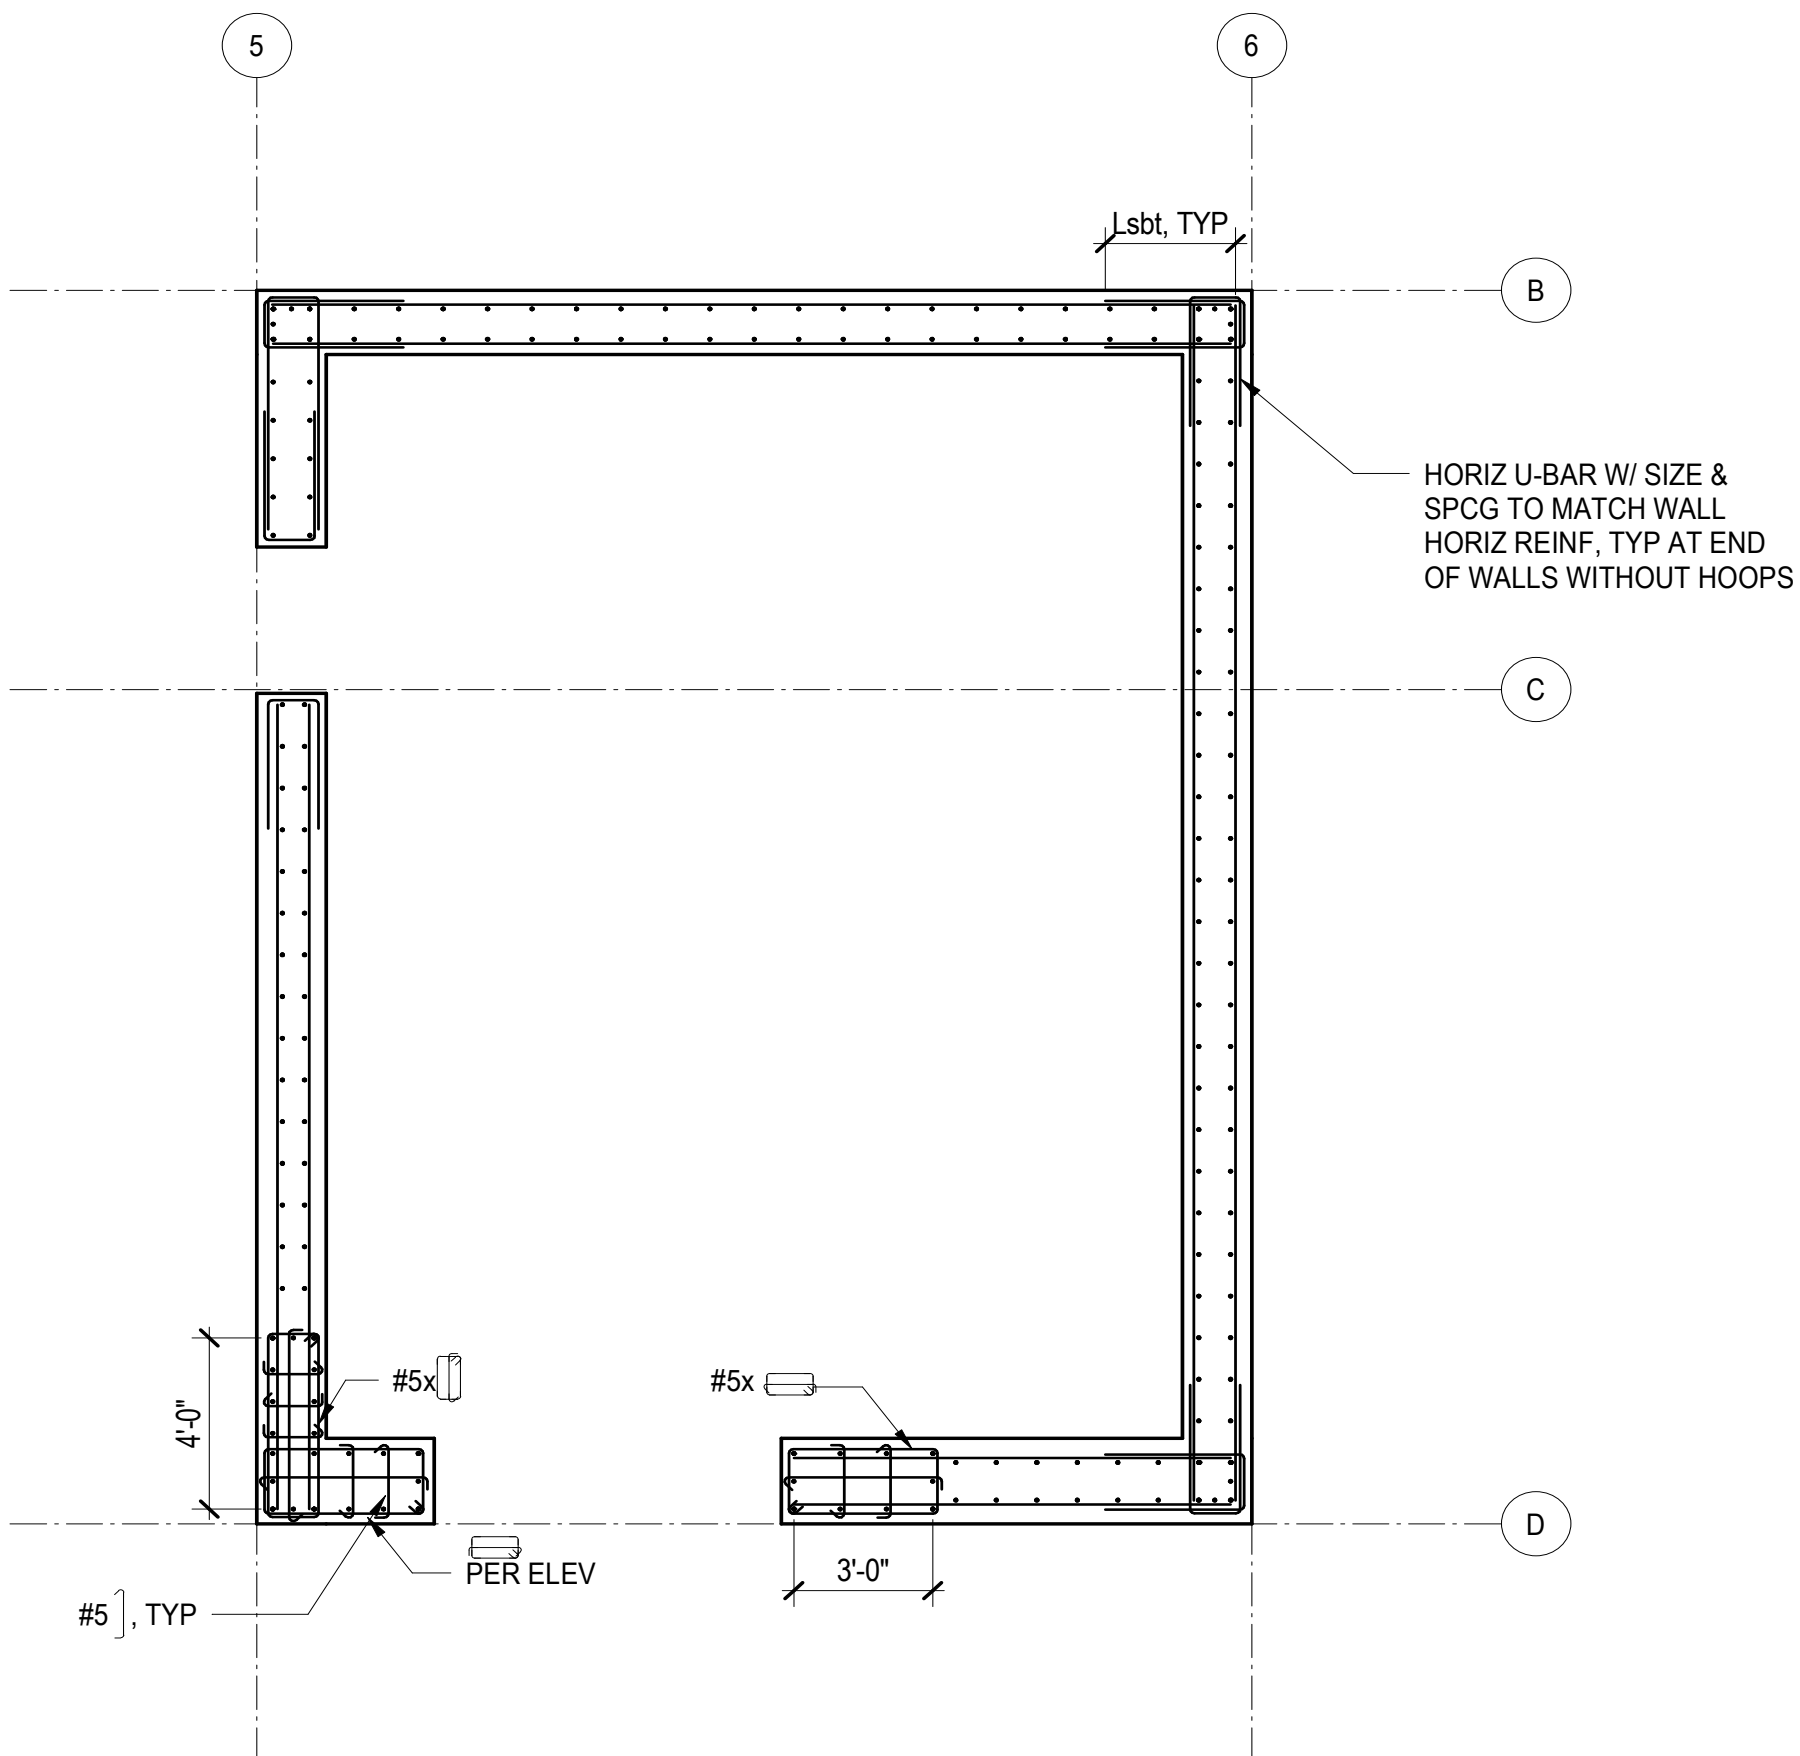 5
6
Lsbt, TYP
B
HORIZ U-BAR W/ SIZE &
SPCG TO MATCH WALL
HORIZ REINF, TYP AT END
OF WALLS WITHOUT HOOPS
C
4'-0"
#5x
#5x
D
3'-0"
PER ELEV
#5 , TYP